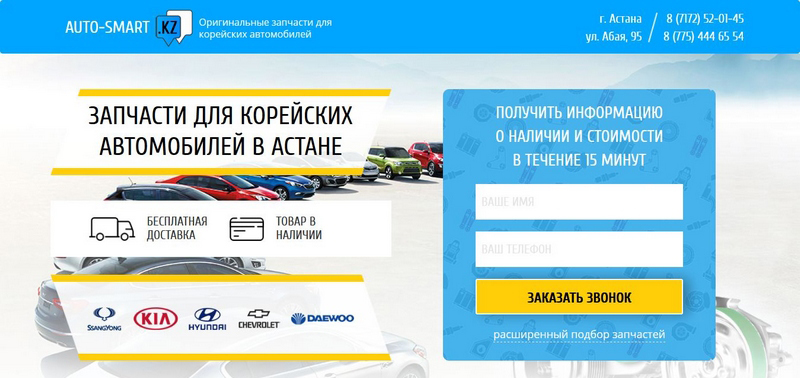 AUTO-SMART .KZ
Оригинальные запчасти для
корейских автомобилей
г. Астана
ул. Абая, 95
8 (7172) 52-01-45
8 (775) 444 65 54
ЗАПЧАСТИ ДЛЯ КОРЕЙСКИХ
АВТОМОБИЛЕЙ В АСТАНЕ
БЕСПЛАТНАЯ
ДОСТАВКА
ТОВАР В
НАЛИЧИИ
SSANGYONG
KIA
HYUNDAI
CHEVROLET
DAEWOO
ПОЛУЧИТЬ ИНФОРМАЦИЮ
О НАЛИЧИИ И СТОИМОСТИ
В ТЕЧЕНИЕ 15 МИНУТ
ВАШЕ ИМЯ
ВАШ ТЕЛЕФОН
ЗАКАЗАТЬ ЗВОНОК
расширенный подбор запчастей